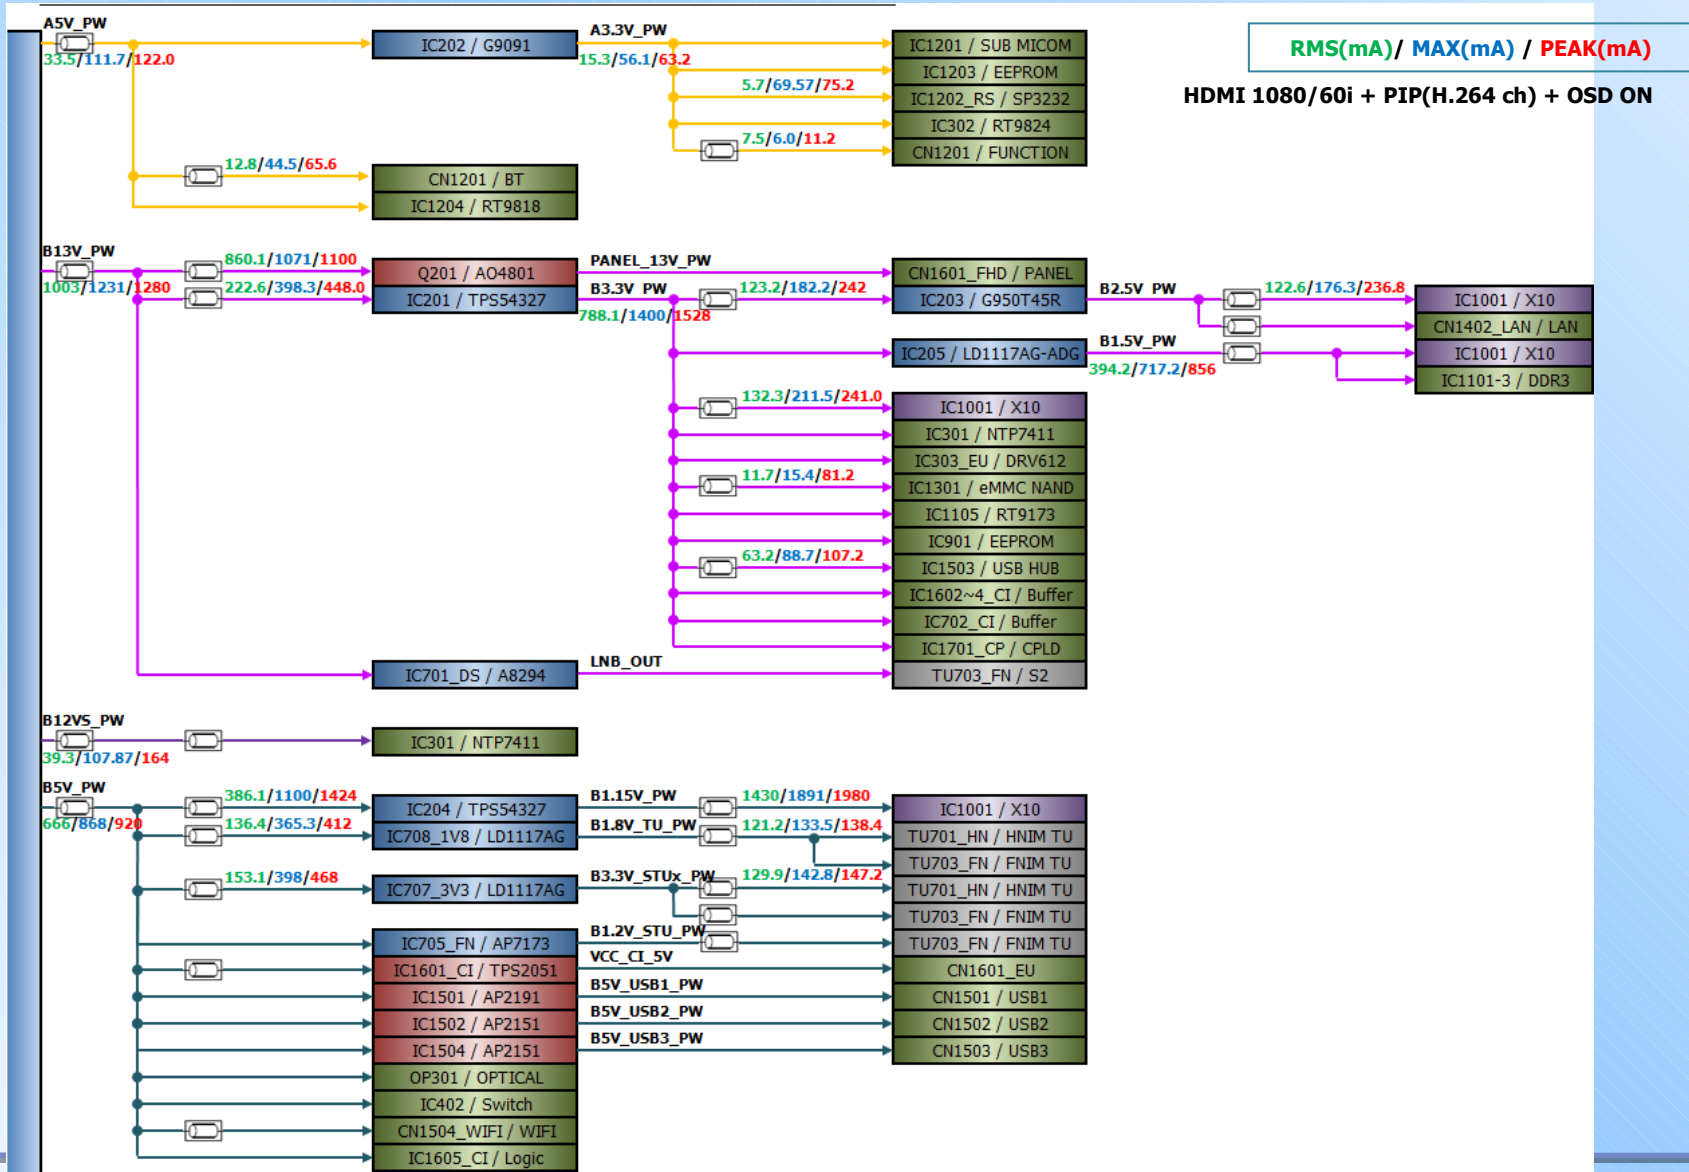 RMS(mA)/ MAX(mA) / PEAK(mA)
HDMI 1080/60i + PIP(H.264 ch) + OSD ON
A5V_PW
33.5/111.7/122.0
IC202 / G9091
A3.3V_PW
15.3/56.1/63.2
IC1201 / SUB MICOM
IC1203 / EEPROM
5.7/69.57/75.2
IC1202_RS / SP3232
IC302 / RT9824
7.5/6.0/11.2
CN1201 / FUNCTION
12.8/44.5/65.6
CN1201 / BT
IC1204 / RT9818
B13V_PW
1003/1231/1280
860.1/1071/1100
Q201 / AO4801
PANEL_13V_PW
CN1601_FHD / PANEL
222.6/398.3/448.0
IC201 / TPS54327
B3.3V_PW
788.1/1400/1528
123.2/182.2/242
IC203 / G950T45R
B2.5V_PW
122.6/176.3/236.8
IC1001 / X10
CN1402_LAN / LAN
IC205 / LD1117AG-ADG
B1.5V_PW
394.2/717.2/856
IC1001 / X10
IC1101-3 / DDR3
132.3/211.5/241.0
IC1001 / X10
IC301 / NTP7411
IC303_EU / DRV612
11.7/15.4/81.2
IC1301 / eMMC NAND
IC1105 / RT9173
IC901 / EEPROM
63.2/88.7/107.2
IC1503 / USB HUB
IC1602~4_CI / Buffer
IC702_CI / Buffer
IC1701_CP / CPLD
IC701_DS / A8294
LNB_OUT
TU703_FN / S2
B12VS_PW
39.3/107.87/164
IC301 / NTP7411
B5V_PW
666/868/920
386.1/1100/1424
IC204 / TPS54327
B1.15V_PW
1430/1891/1980
IC1001 / X10
136.4/365.3/412
IC708_1V8 / LD1117AG
B1.8V_TU_PW
121.2/133.5/138.4
TU701_HN / HNIM TU
TU703_FN / FNIM TU
153.1/398/468
IC707_3V3 / LD1117AG
B3.3V_STUx_PW
129.9/142.8/147.2
TU701_HN / HNIM TU
TU703_FN / FNIM TU
IC705_FN / AP7173
B1.2V_STU_PW
TU703_FN / FNIM TU
IC1601_CI / TPS2051
VCC_CI_5V
CN1601_EU
IC1501 / AP2191
B5V_USB1_PW
CN1501 / USB1
IC1502 / AP2151
B5V_USB2_PW
CN1502 / USB2
IC1504 / AP2151
B5V_USB3_PW
CN1503 / USB3
OP301 / OPTICAL
IC402 / Switch
CN1504_WIFI / WIFI
IC1605_CI / Logic